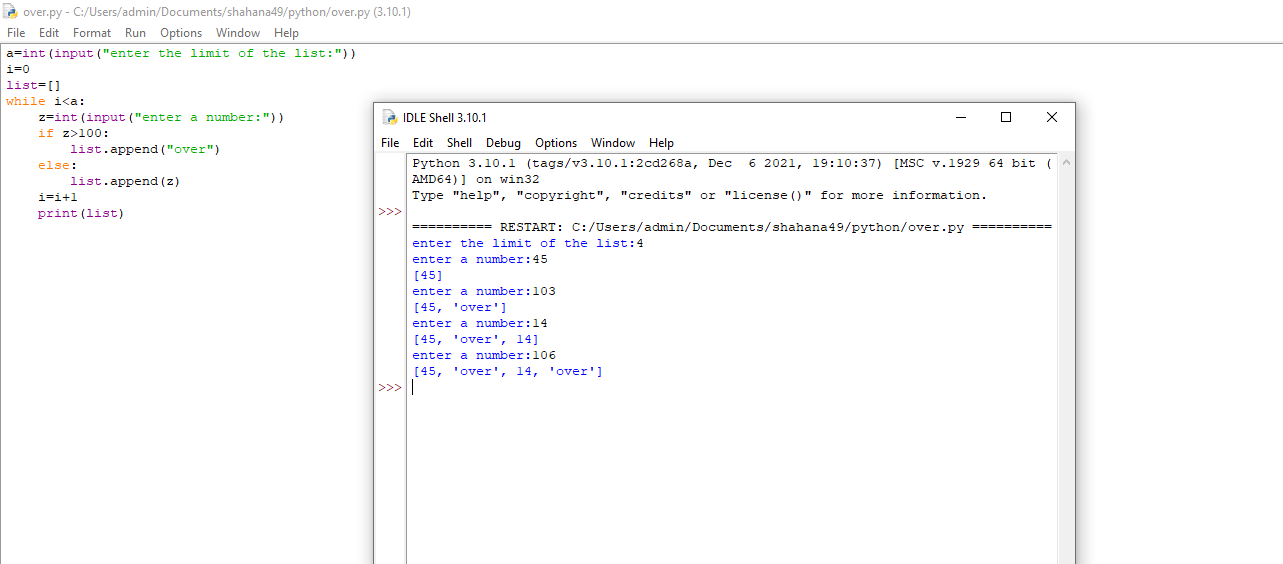 over.py - C:/Users/admin/Documents/shahana49/python/over.py (3.10.1)
File Edit Format Run Options Window Help
a=int(input("enter the limit of the list:"))
i=0
list=[]
while i<a:
    z=int(input("enter a number:"))
    if z>100:
        list.append("over")
    else:
        list.append(z)
    i=i+1
    print(list)
IDLE Shell 3.10.1
File Edit Shell Debug Options Window Help
Python 3.10.1 (tags/v3.10.1:2cd268a, Dec  6 2021, 19:10:37) [MSC v.1929 64 bit (
AMD64)] on win32
Type "help", "copyright", "credits" or "license()" for more information.
>>>
========== RESTART: C:/Users/admin/Documents/shahana49/python/over.py ==========
enter the limit of the list:4
enter a number:45
[45]
enter a number:103
[45, 'over']
enter a number:14
[45, 'over', 14]
enter a number:106
[45, 'over', 14, 'over']
>>>